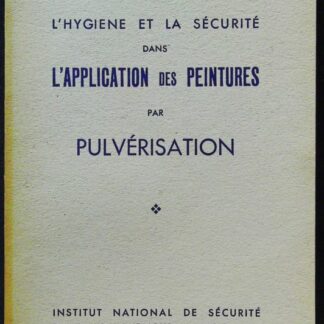 L'HYGIENE ET LA SÉCURITÉ
DANS
L'APPLICATION DES PEINTURES
PAR
PULVÉRISATION
INSTITUT NATIONAL DE SÉCURITÉ